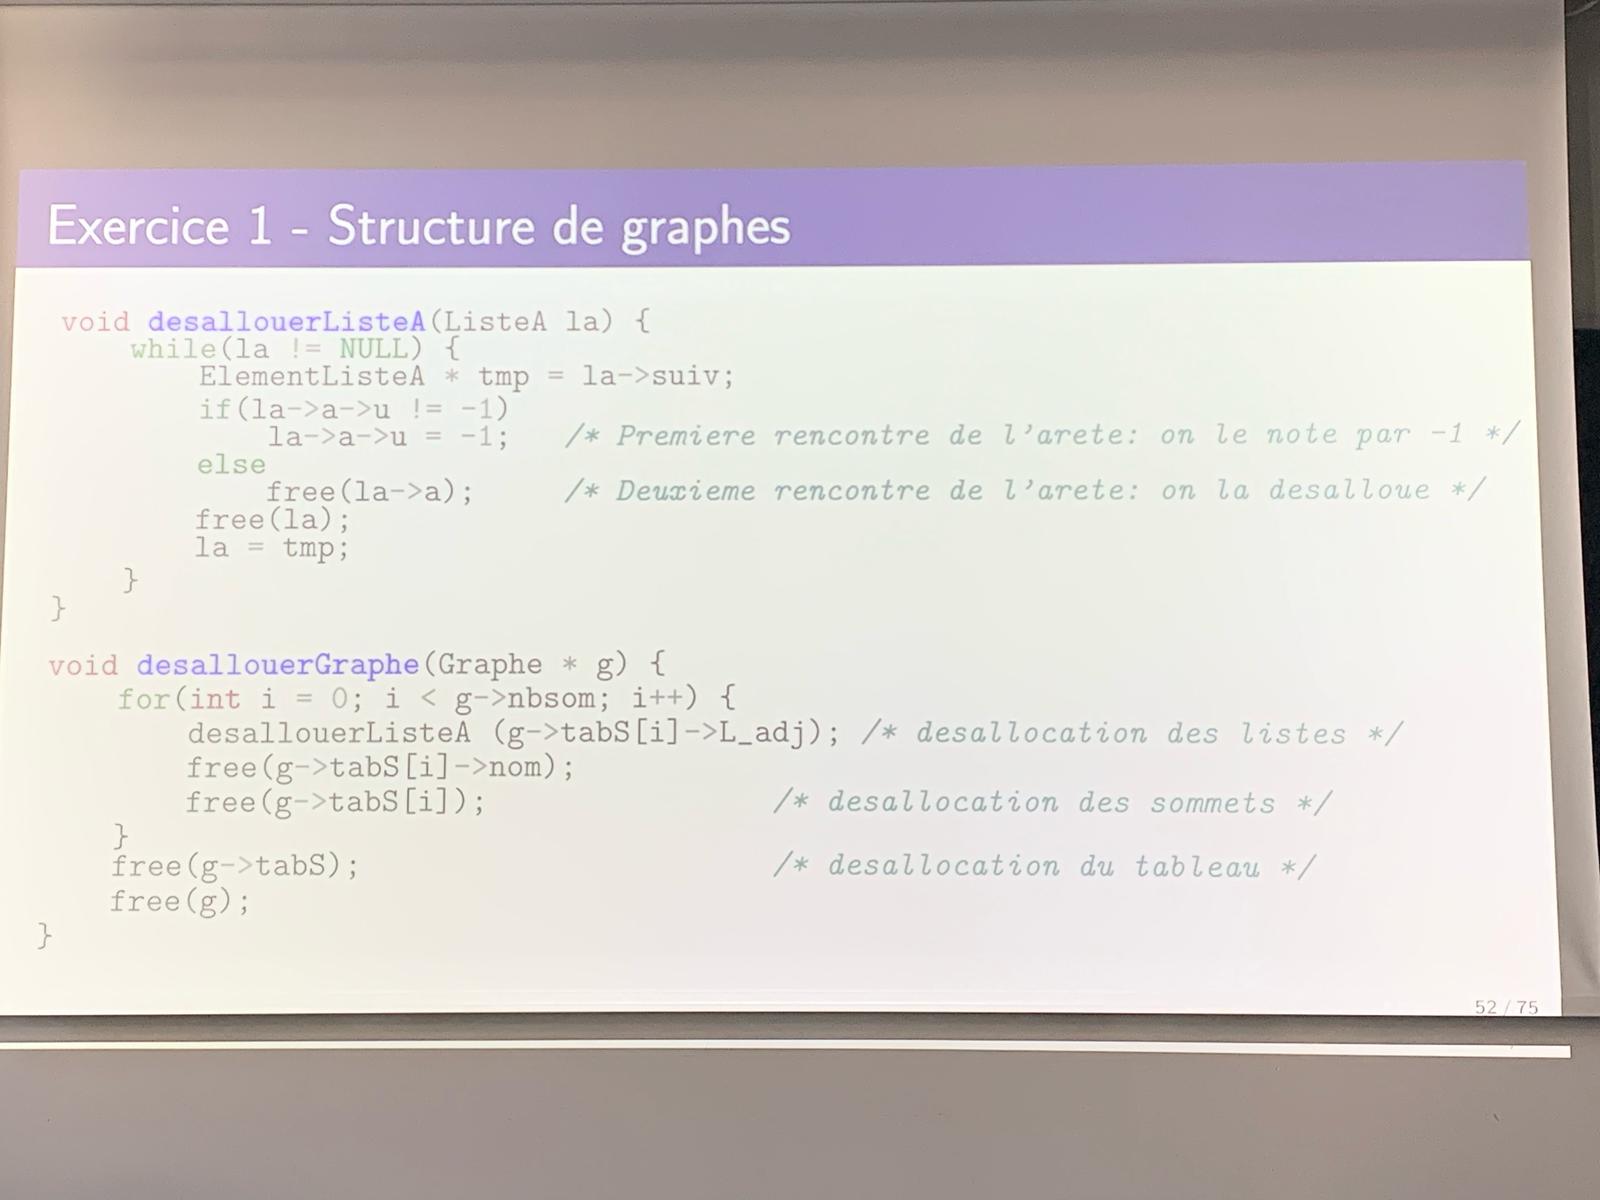 Exercice 1 - Structure de graphes
void desallouerListeA(ListeA la) {
while(la != NULL) {
ElementListeA * tmp = la->suiv;
if(la->a->u != -1)
la->a->u = -1; /* Premiere rencontre de l'arete: on le note par -1 */
else
free(la->a); /* Deuxieme rencontre de l'arete: on la desalloue */
free(la);
la = tmp;
}
}
void desallouerGraphe(Graphe * g) {
for(int i = 0; i < g->nbsom; i++) {
desallouerListeA (g->tabS[i]->L_adj); /* desallocation des listes */
free(g->tabS[i]->nom);
free(g->tabS[i]); /* desallocation des sommets */
}
free(g->tabS); /* desallocation du tableau */
free(g);
}
52 / 75